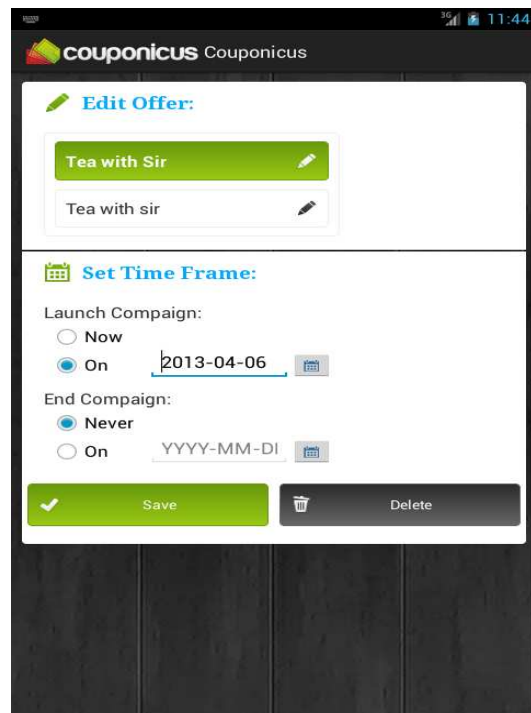 3G 11:44
couponicus Couponicus
Edit Offer:
Tea with Sir
Tea with sir
Set Time Frame:
Launch Compaign:
Now
On 2013-04-06
End Compaign:
Never
On YYYY-MM-DI
Save Delete